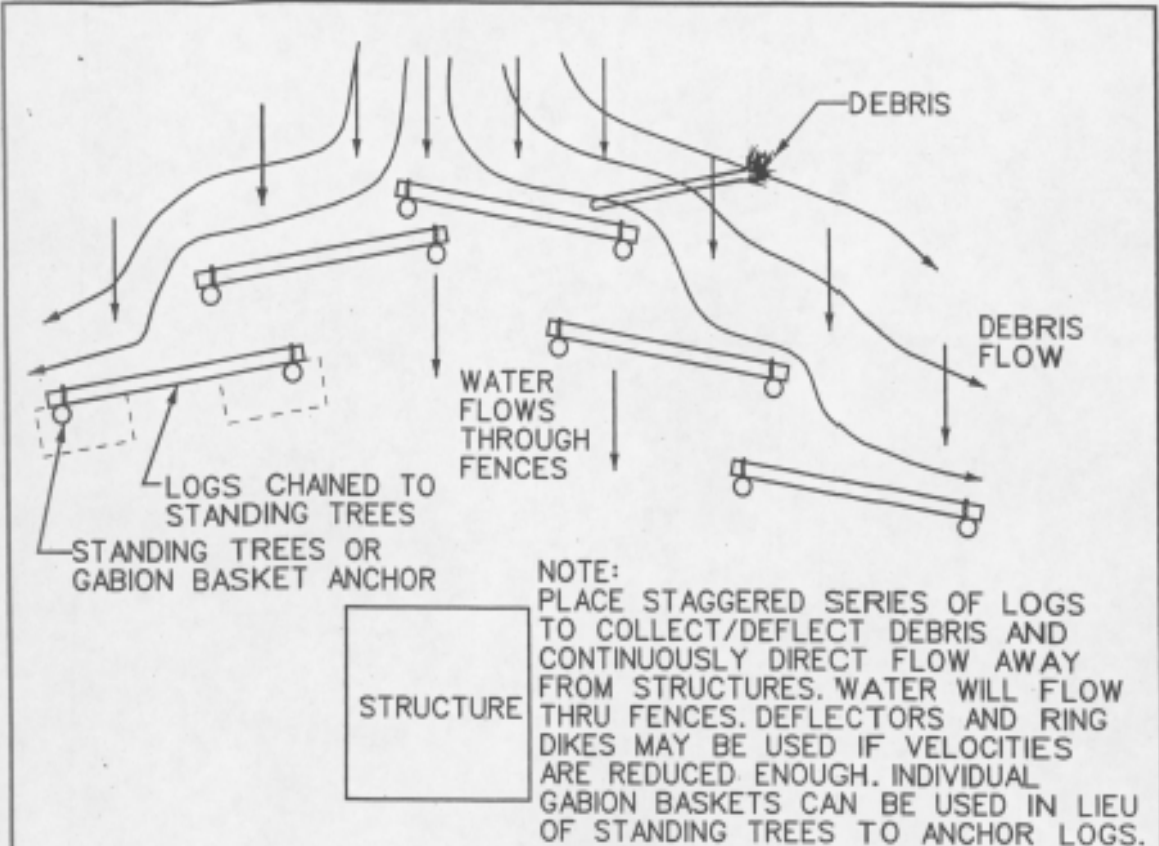 DEBRIS
DEBRIS
FLOW
WATER
FLOWS
THROUGH
FENCES
LOGS CHAINED TO
STANDING TREES
STANDING TREES OR
GABION BASKET ANCHOR
STRUCTURE
NOTE:
PLACE STAGGERED SERIES OF LOGS
TO COLLECT/DEFLECT DEBRIS AND
CONTINUOUSLY DIRECT FLOW AWAY
FROM STRUCTURES. WATER WILL FLOW
THRU FENCES. DEFLECTORS AND RING
DIKES MAY BE USED IF VELOCITIES
ARE REDUCED ENOUGH. INDIVIDUAL
GABION BASKETS CAN BE USED IN LIEU
OF STANDING TREES TO ANCHOR LOGS.